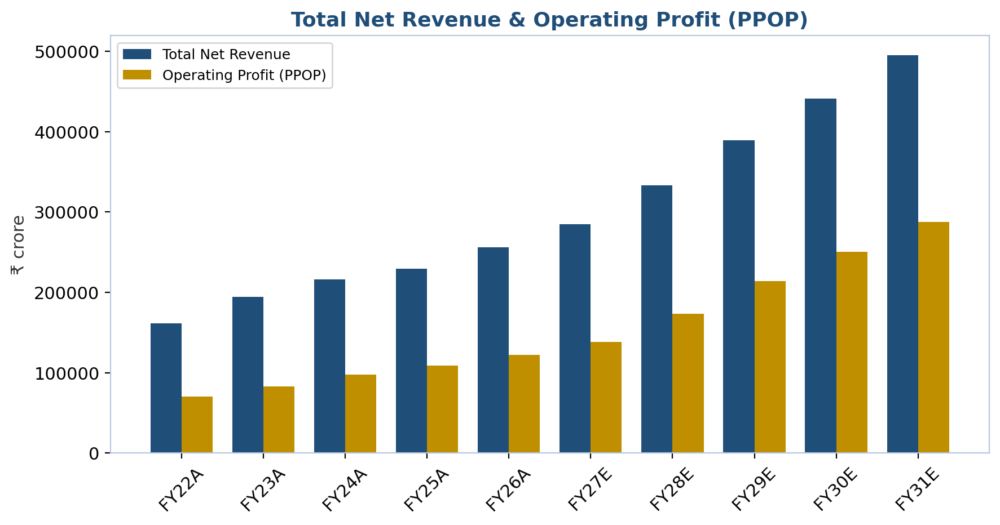 Total Net Revenue & Operating Profit (PPOP)
Total Net Revenue
Operating Profit (PPOP)
₹ crore
500000
400000
300000
200000
100000
0
FY22A
FY23A
FY24A
FY25A
FY26A
FY27E
FY28E
FY29E
FY30E
FY31E